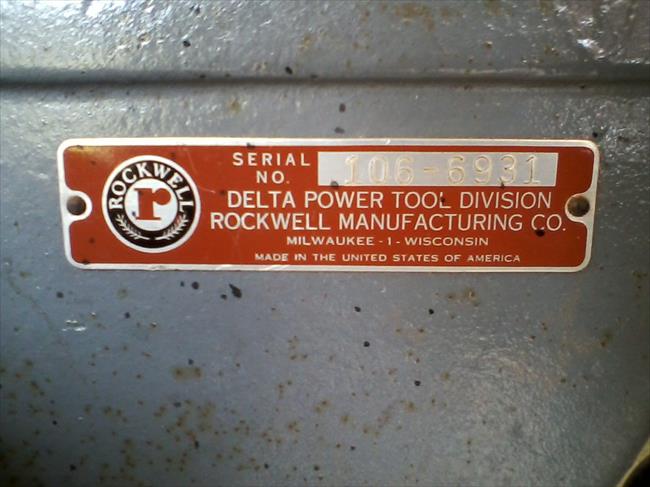 ROCKWELL
r
SERIAL
NO. 106-6931
DELTA POWER TOOL DIVISION
ROCKWELL MANUFACTURING CO.
MILWAUKEE - 1 - WISCONSIN
MADE IN THE UNITED STATES OF AMERICA